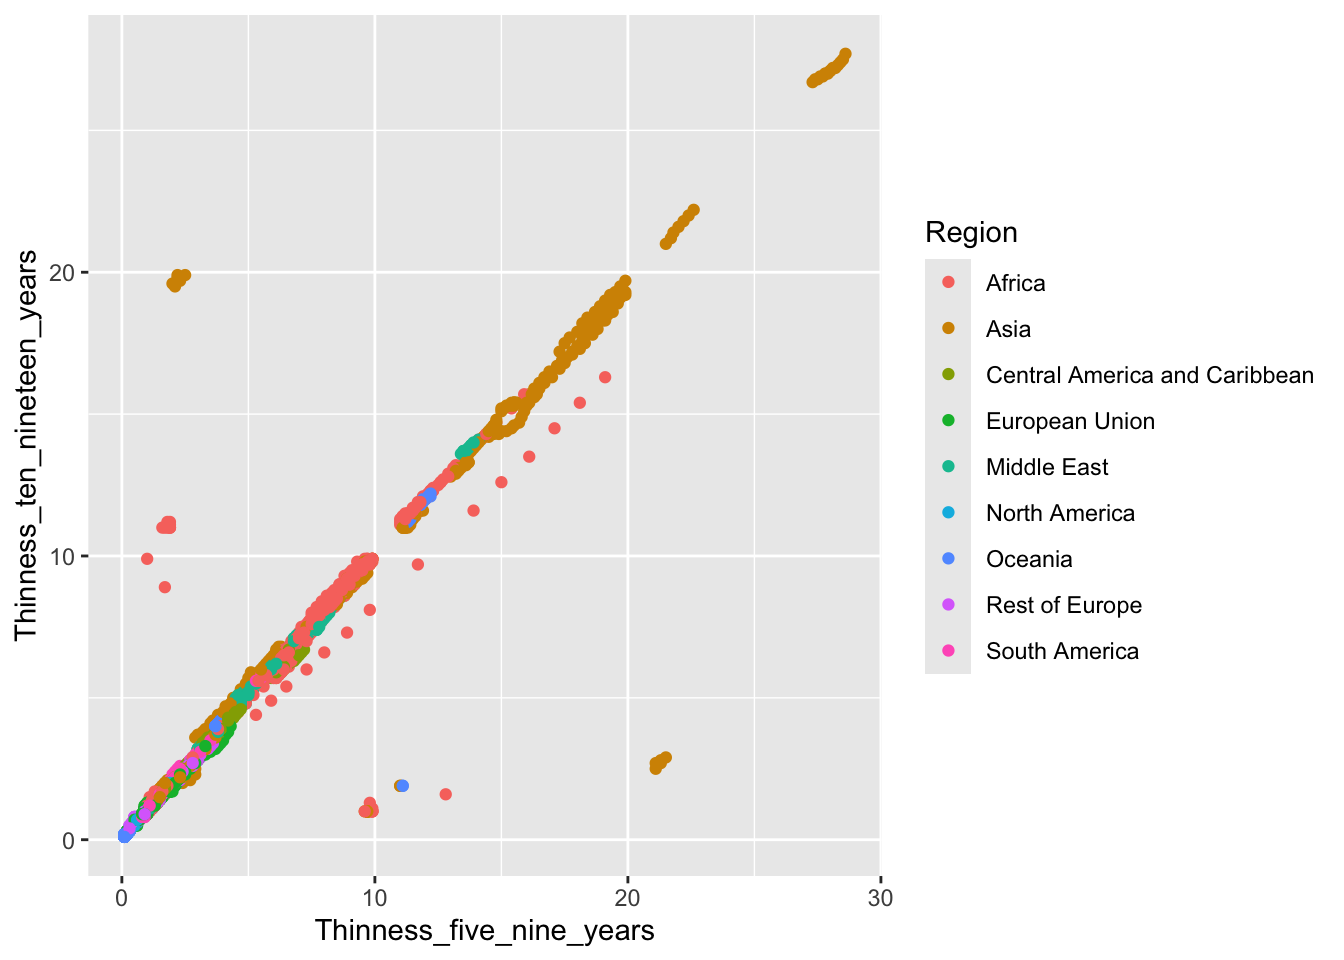 Thinness_ten_nineteen_years
20
10
0
0
10
20
30
Thinness_five_nine_years
Region
Africa
Asia
Central America and Caribbean
European Union
Middle East
North America
Oceania
Rest of Europe
South America